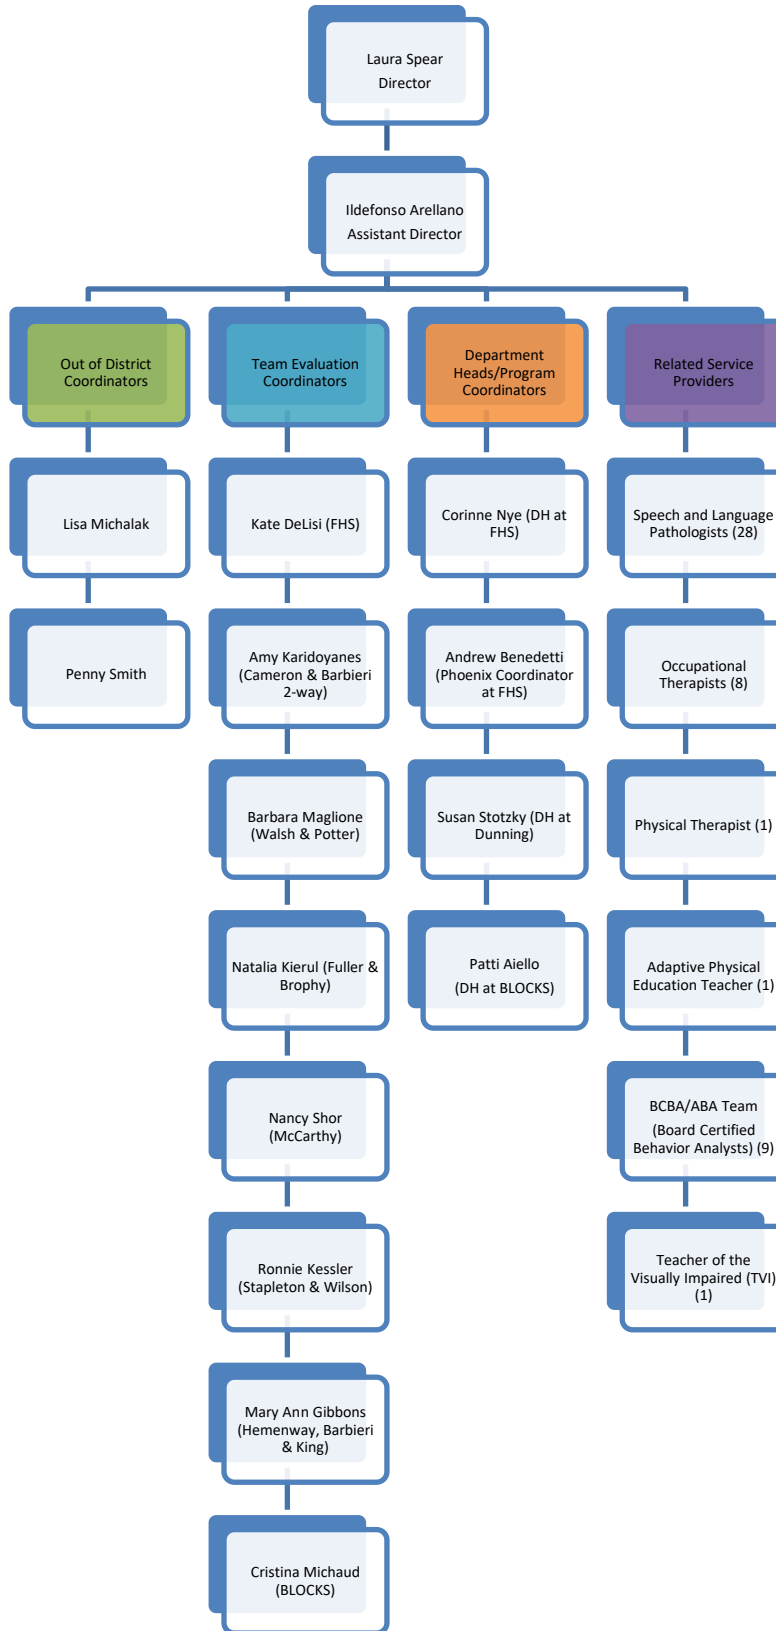 Laura Spear
Director
Ildefonso Arellano
Assistant Director
Out of District
Coordinators
Team Evaluation
Coordinators
Department
Heads/Program
Coordinators
Related Service
Providers
Lisa Michalak
Kate DeLisi (FHS)
Corinne Nye (DH at
FHS)
Speech and Language
Pathologists (28)
Penny Smith
Amy Karidoyanes
(Cameron & Barbieri
2-way)
Andrew Benedetti
(Phoenix Coordinator
at FHS)
Occupational
Therapists (8)
Barbara Maglione
(Walsh & Potter)
Susan Stotzky (DH at
Dunning)
Physical Therapist (1)
Natalia Kierul (Fuller &
Brophy)
Patti Aiello
(DH at BLOCKS)
Adaptive Physical
Education Teacher (1)
Nancy Shor
(McCarthy)
BCBA/ABA Team
(Board Certified
Behavior Analysts) (9)
Ronnie Kessler
(Stapleton & Wilson)
Teacher of the
Visually Impaired (TVI)
(1)
Mary Ann Gibbons
(Hemenway, Barbieri
& King)
Cristina Michaud
(BLOCKS)